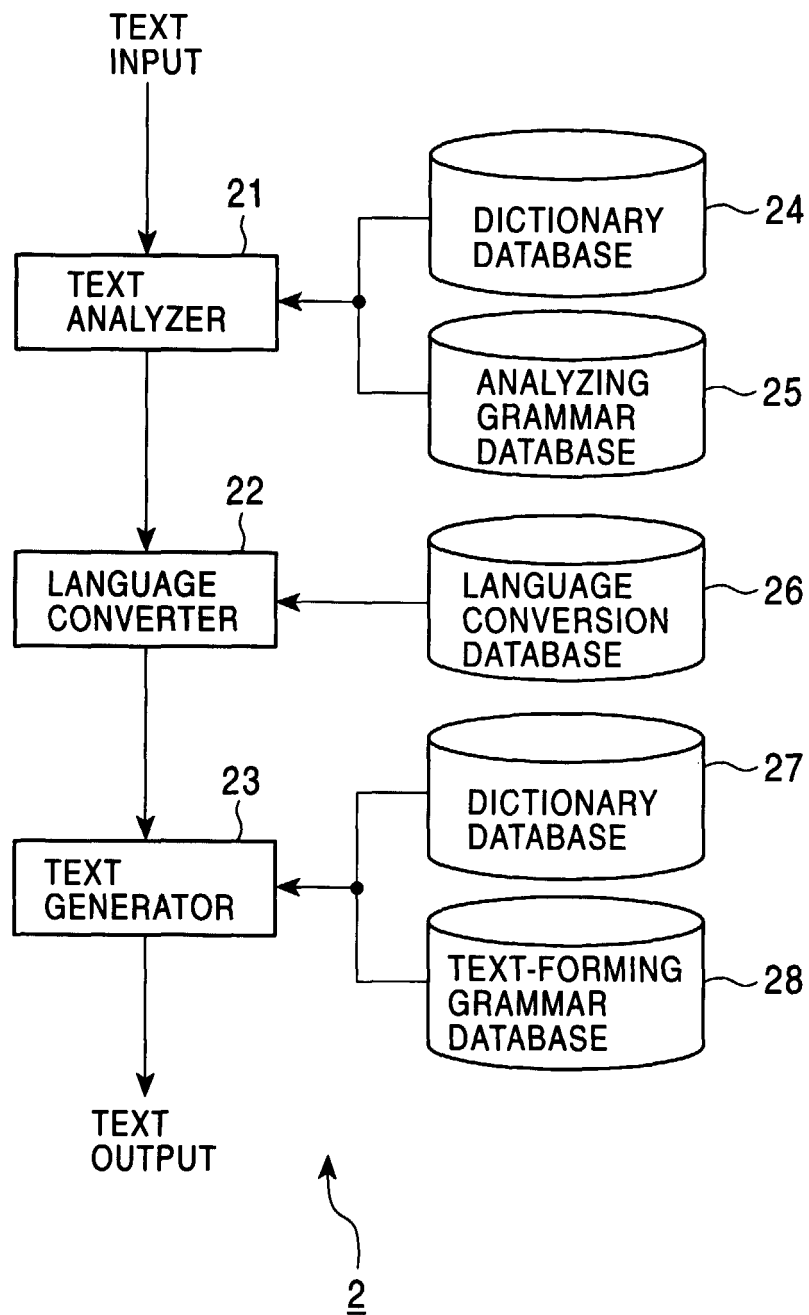 TEXT
INPUT
21
TEXT
ANALYZER
DICTIONARY
DATABASE
24
ANALYZING
GRAMMAR
DATABASE
25
22
LANGUAGE
CONVERTER
LANGUAGE
CONVERSION
DATABASE
26
23
TEXT
GENERATOR
DICTIONARY
DATABASE
27
TEXT-FORMING
GRAMMAR
DATABASE
28
TEXT
OUTPUT
2